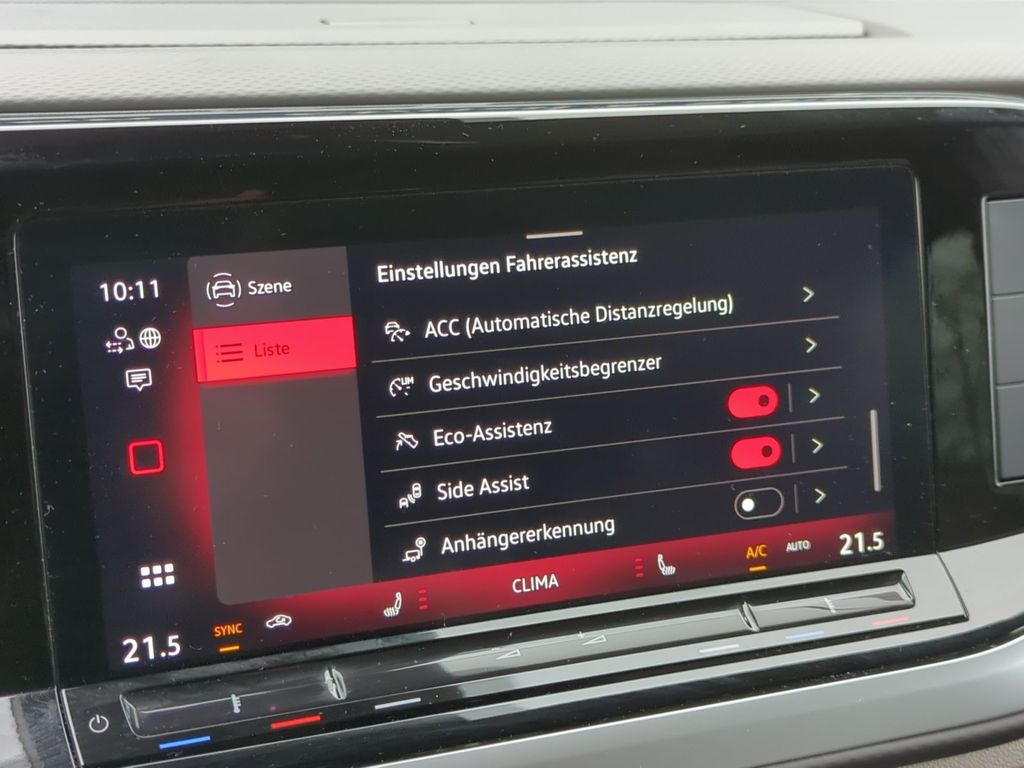 10:11
Szene
Liste
Einstellungen Fahrerassistenz
ACC (Automatische Distanzregelung)
LIM
Geschwindigkeitsbegrenzer
Eco-Assistenz
Side Assist
Anhängererkennung
21.5
SYNC
CLIMA
A/C
AUTO
21.5